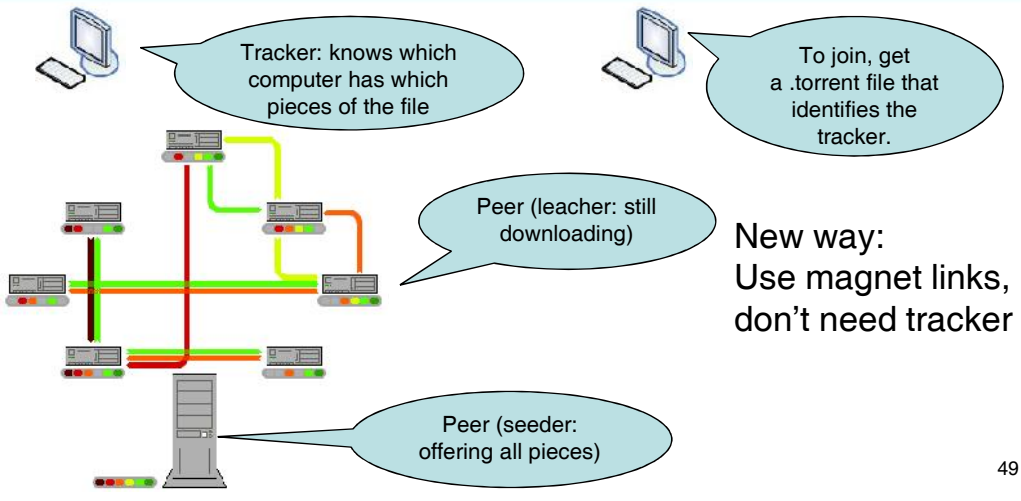 Tracker: knows which
computer has which
pieces of the file
To join, get
a .torrent file that
identifies the
tracker.
Peer (leacher: still
downloading)
New way:
Use magnet links,
don’t need tracker
Peer (seeder:
offering all pieces)
49